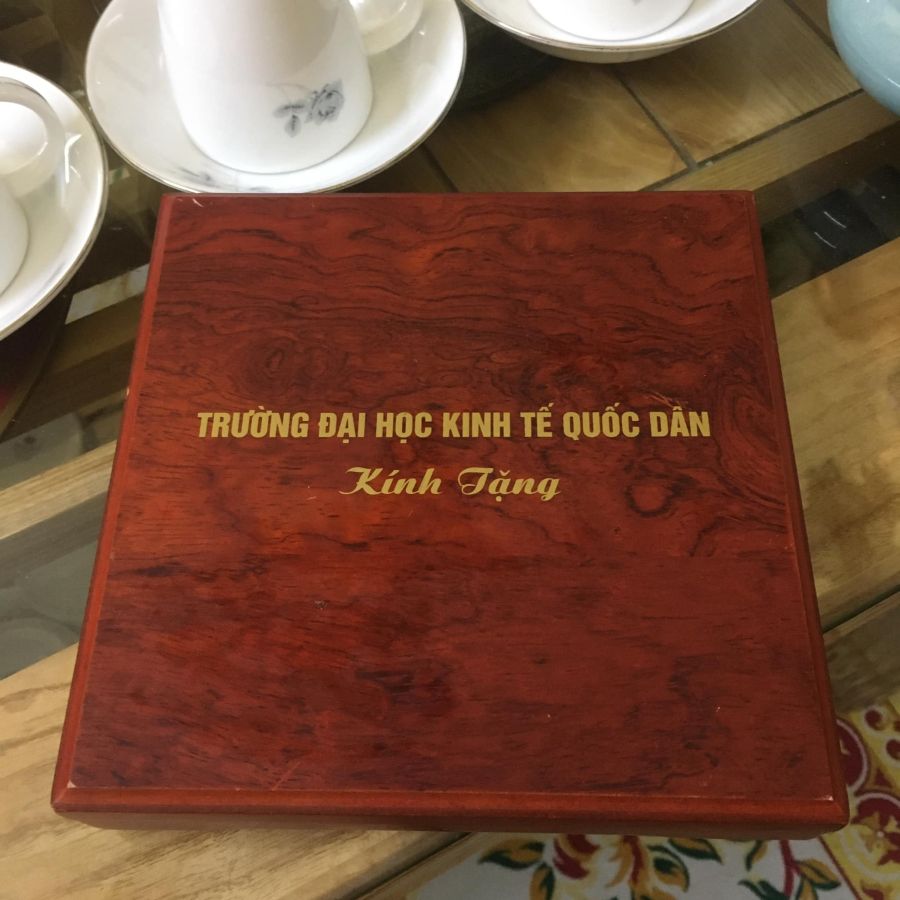 TRƯỜNG ĐẠI HỌC KINH TẾ QUỐC DÂN
Kính Tặng